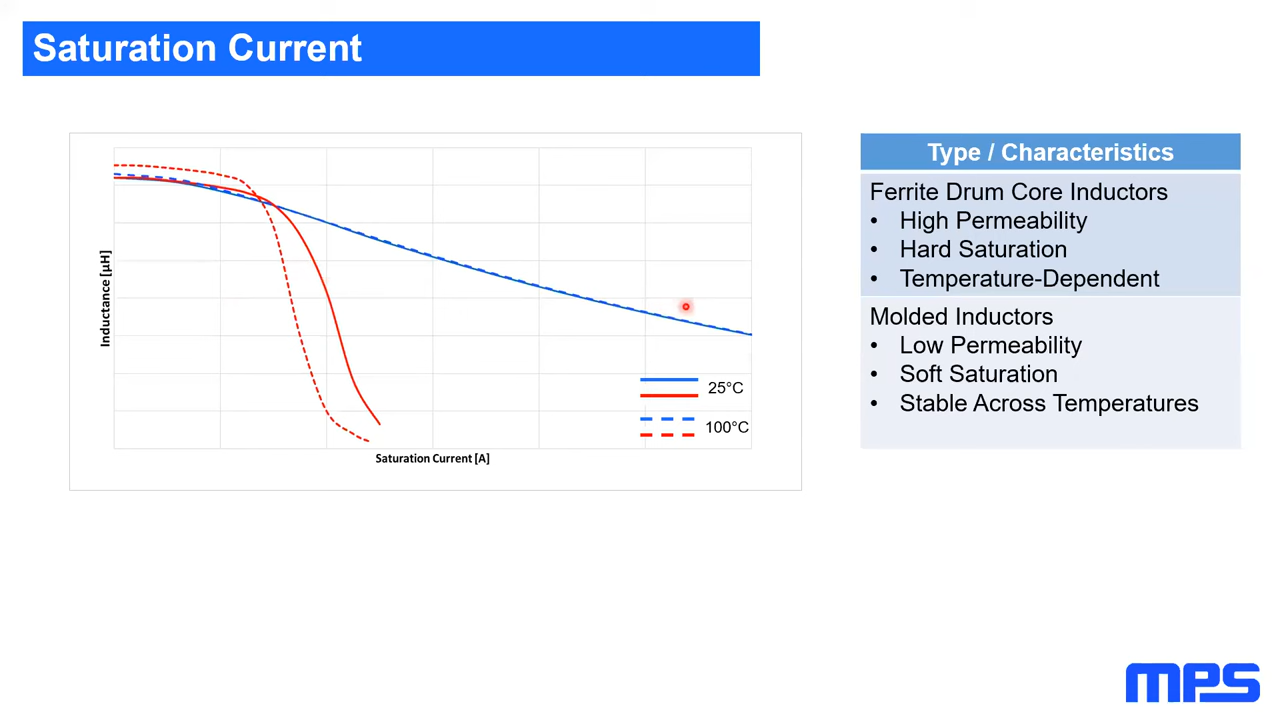 Saturation Current
Inductance [µH]
25°C
100°C
Saturation Current [A]
Type / Characteristics
Ferrite Drum Core Inductors
• High Permeability
• Hard Saturation
• Temperature-Dependent
Molded Inductors
• Low Permeability
• Soft Saturation
• Stable Across Temperatures
mps